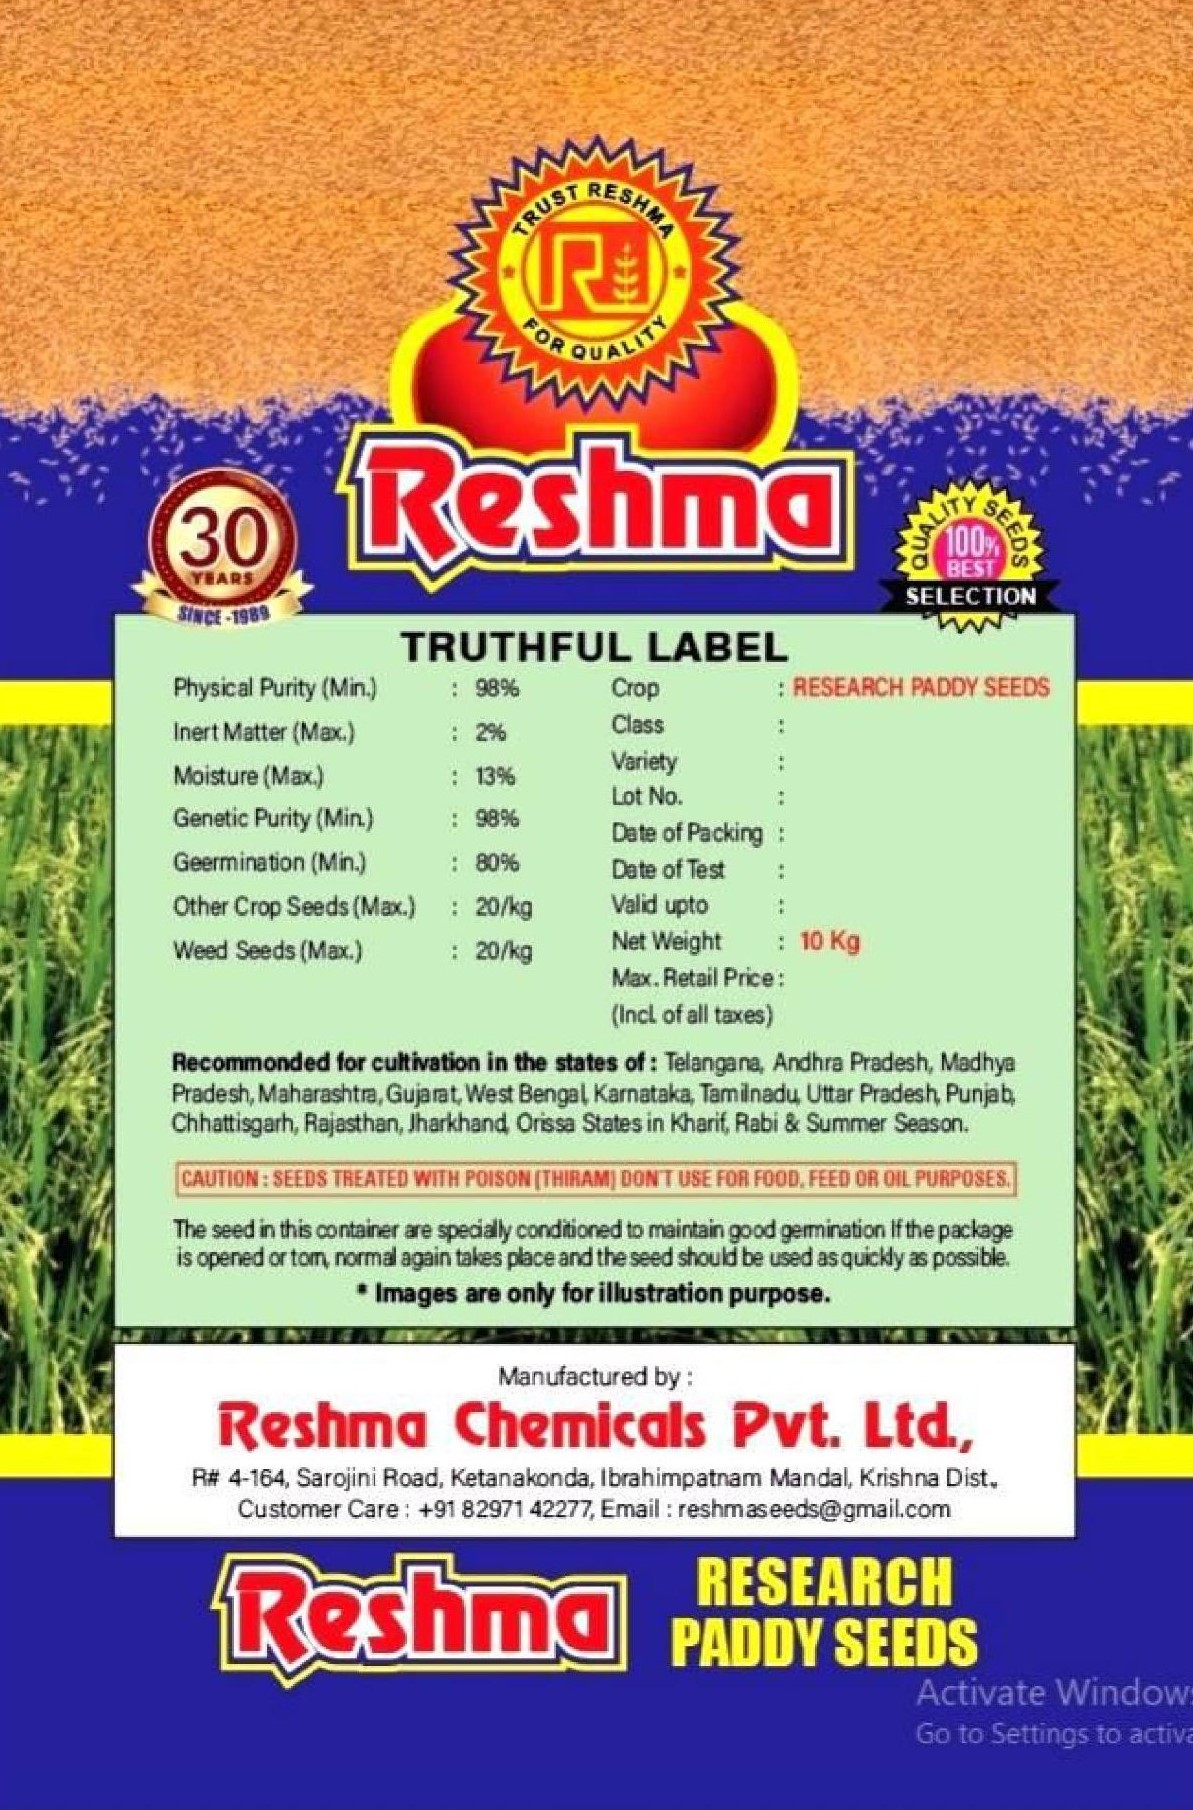 TRUST RESHMA
R
FOR QUALITY
Reshma
30
YEARS
SINCE -1989
QUALITY SEEDS
100%
BEST
SELECTION
TRUTHFUL LABEL
Physical Purity (Min.) : 98%
Inert Matter (Max.) : 2%
Moisture (Max.) : 13%
Genetic Purity (Min.) : 98%
Geermination (Min.) : 80%
Other Crop Seeds (Max.) : 20/kg
Weed Seeds (Max.) : 20/kg
Crop : RESEARCH PADDY SEEDS
Class :
Variety :
Lot No. :
Date of Packing :
Date of Test :
Valid upto :
Net Weight : 10 Kg
Max. Retail Price :
(Incl. of all taxes)
Recommonded for cultivation in the states of : Telangana, Andhra Pradesh, Madhya
Pradesh, Maharashtra, Gujarat, West Bengal, Karnataka, Tamilnadu, Uttar Pradesh, Punjab,
Chhattisgarh, Rajasthan, Jharkhand, Orissa States in Kharif, Rabi & Summer Season.
CAUTION : SEEDS TREATED WITH POISON (THIRAM) DON'T USE FOR FOOD, FEED OR OIL PURPOSES.
The seed in this container are specially conditioned to maintain good germination If the package
is opened or torn, normal again takes place and the seed should be used as quickly as possible.
* Images are only for illustration purpose.
Manufactured by :
Reshma Chemicals Pvt. Ltd.,
R# 4-164, Sarojini Road, Ketanakonda, Ibrahimpatnam Mandal, Krishna Dist.,
Customer Care : +91 82971 42277, Email : reshmaseeds@gmail.com
Reshma
RESEARCH
PADDY SEEDS
Activate Windows
Go to Settings to activa